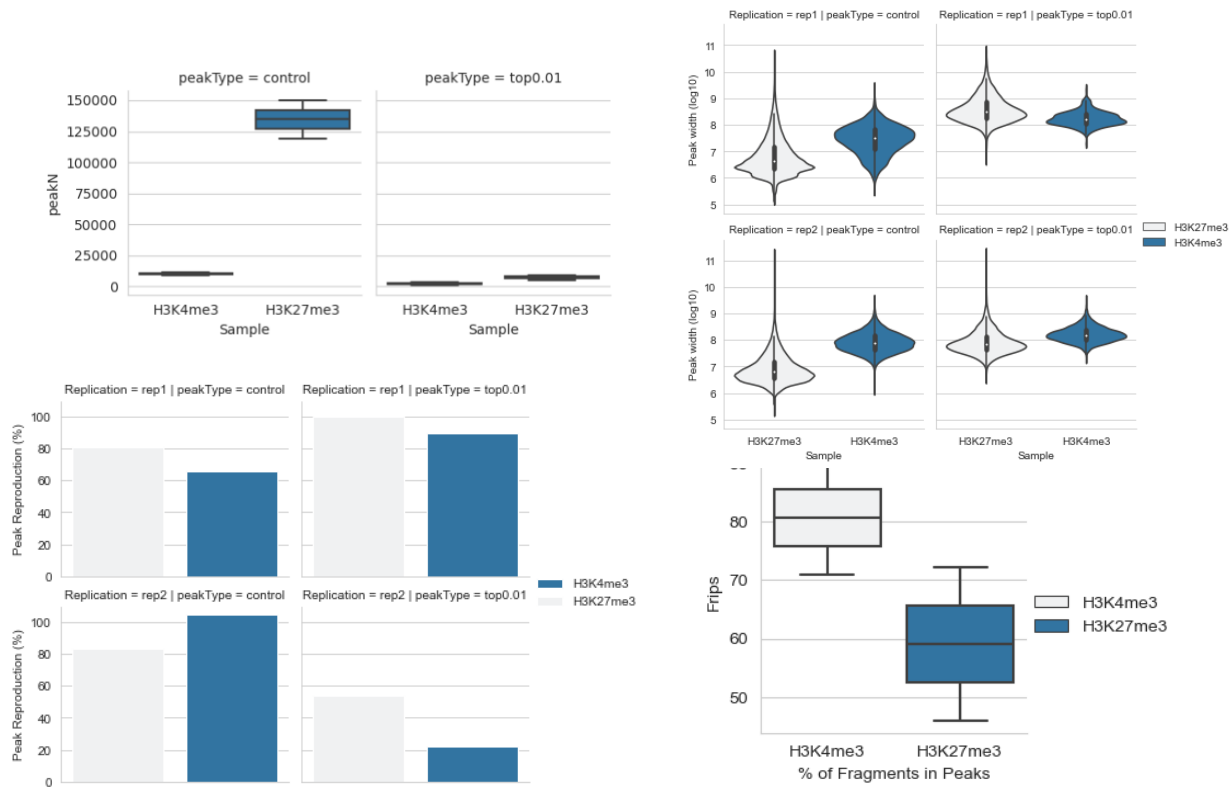 peakType = control
peakType = top0.01
150000
125000
100000
75000
50000
25000
0
peakN
H3K4me3
H3K27me3
H3K4me3
H3K27me3
Sample
Sample
Replication = rep1 | peakType = control
Replication = rep1 | peakType = top0.01
11
10
9
8
7
6
5
Peak width (log10)
Replication = rep2 | peakType = control
Replication = rep2 | peakType = top0.01
11
10
9
8
7
6
5
Peak width (log10)
H3K27me3
H3K4me3
H3K27me3
H3K4me3
Sample
Sample
H3K27me3
H3K4me3
Replication = rep1 | peakType = control
Replication = rep1 | peakType = top0.01
100
80
60
40
20
0
Peak Reproduction (%)
Replication = rep2 | peakType = control
Replication = rep2 | peakType = top0.01
100
80
60
40
20
0
Peak Reproduction (%)
H3K4me3
H3K27me3
80
70
60
50
Frips
H3K4me3
H3K27me3
% of Fragments in Peaks
H3K4me3
H3K27me3